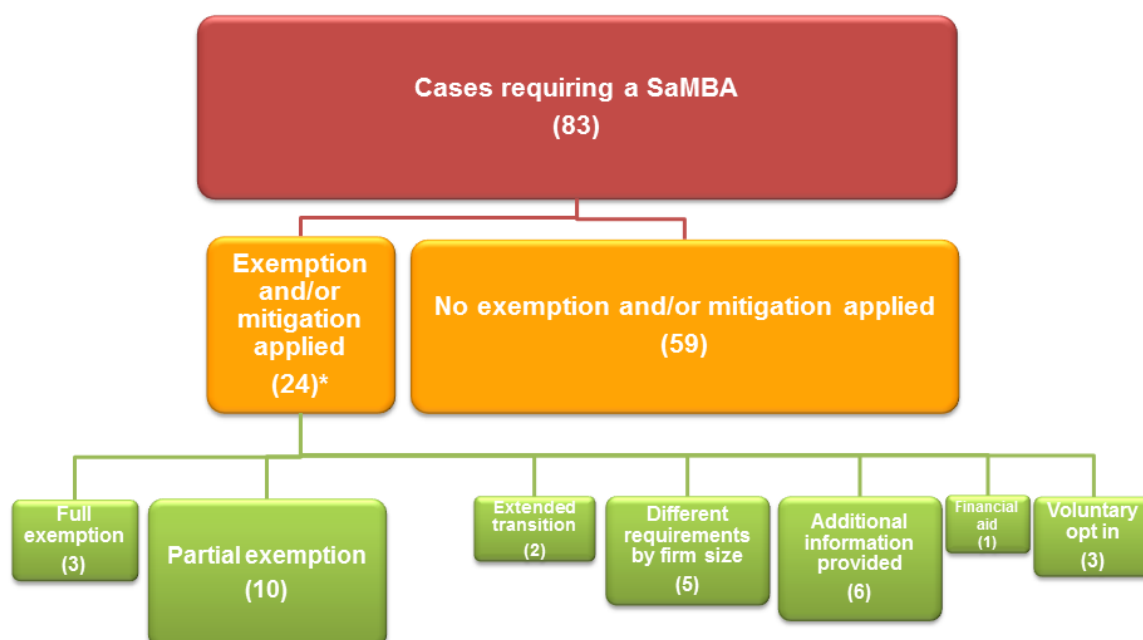 Cases requiring a SaMBA
(83)
Exemption
and/or
mitigation
applied
(24)*
No exemption and/or mitigation applied
(59)
Full
exemption
(3)
Partial exemption
(10)
Extended
transition
(2)
Different
requirements
by firm size
(5)
Additional
information
provided
(6)
Financial
aid
(1)
Voluntary
opt in
(3)